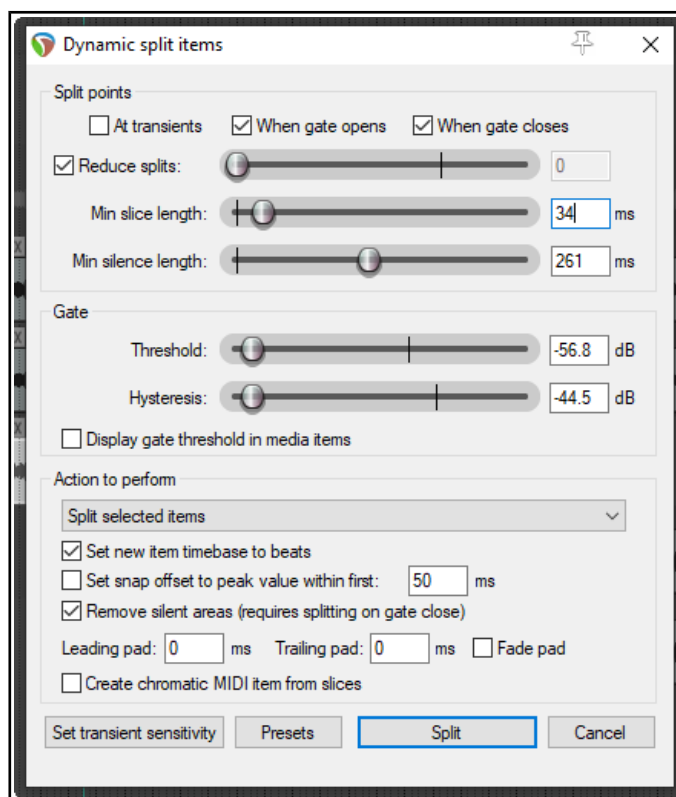 Dynamic split items
Split points
At transients When gate opens When gate closes
Reduce splits: 0
Min slice length: 34 ms
Min silence length: 261 ms
Gate
Threshold: -56.8 dB
Hysteresis: -44.5 dB
Display gate threshold in media items
Action to perform
Split selected items
Set new item timebase to beats
Set snap offset to peak value within first: 50 ms
Remove silent areas (requires splitting on gate close)
Leading pad: 0 ms Trailing pad: 0 ms Fade pad
Create chromatic MIDI item from slices
Set transient sensitivity Presets Split Cancel